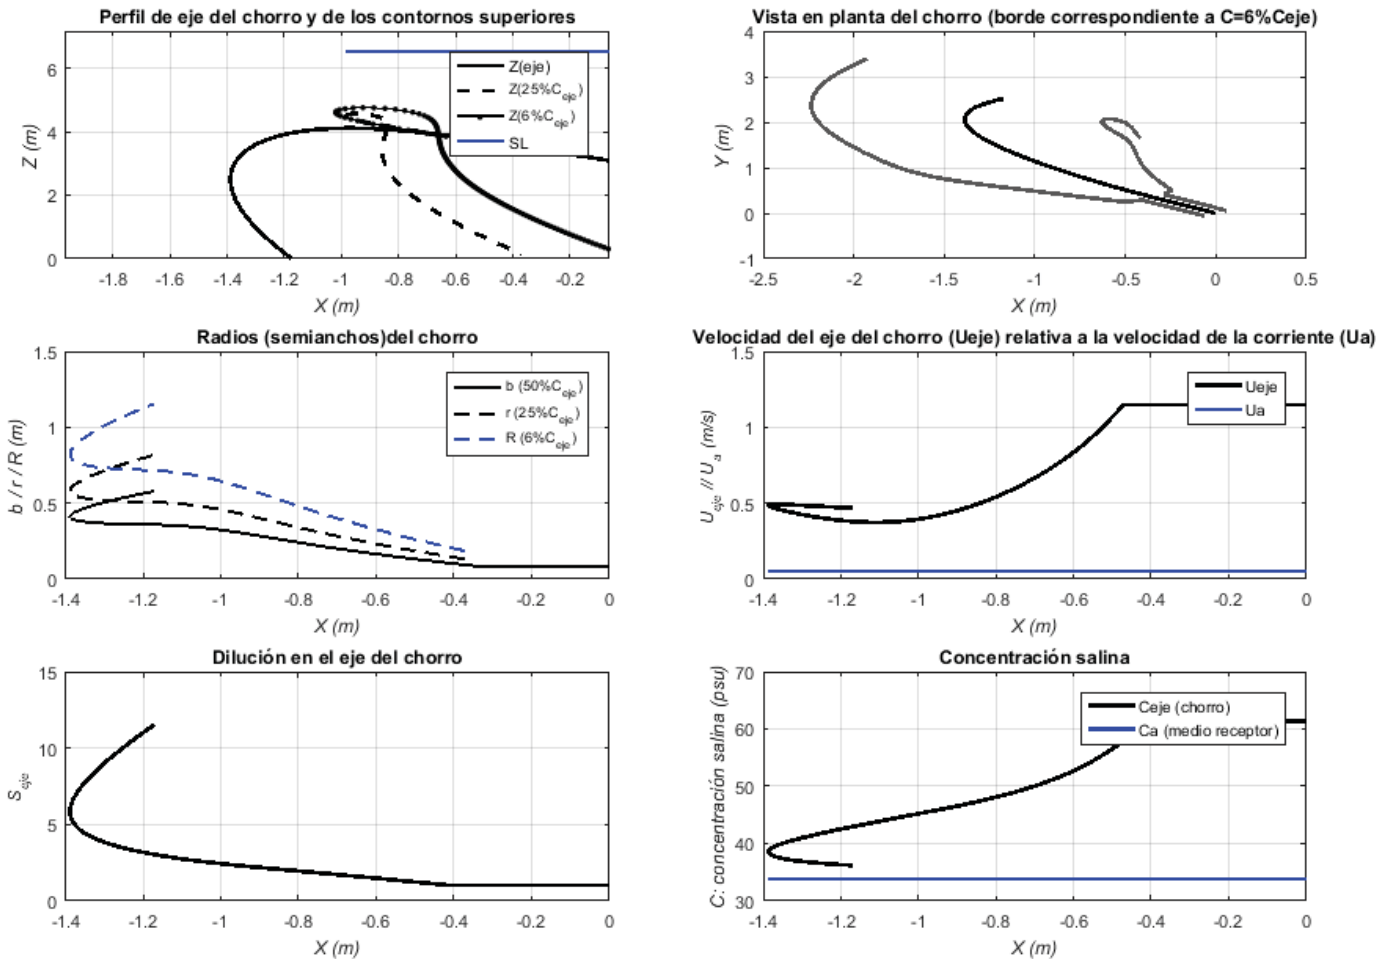 Perfil de eje del chorro y de los contornos superiores
Z (m)
6
4
2
0
Z(eje)
Z(25%C_eje)
Z(6%C_eje)
SL
-1.8 -1.6 -1.4 -1.2 -1 -0.8 -0.6 -0.4 -0.2
X (m)
Vista en planta del chorro (borde correspondiente a C=6%Ceje)
Y (m)
4
3
2
1
0
-1
-2.5 -2 -1.5 -1 -0.5 0 0.5
X (m)
Radios (semianchos)del chorro
b / r / R (m)
1.5
1
0.5
0
b (50%C_eje)
r (25%C_eje)
R (6%C_eje)
-1.4 -1.2 -1 -0.8 -0.6 -0.4 -0.2 0
X (m)
Velocidad del eje del chorro (Ueje) relativa a la velocidad de la corriente (Ua)
U_eje // U_a (m/s)
1.5
1
0.5
0
Ueje
Ua
-1.4 -1.2 -1 -0.8 -0.6 -0.4 -0.2 0
X (m)
Dilución en el eje del chorro
S_eje
15
10
5
0
-1.4 -1.2 -1 -0.8 -0.6 -0.4 -0.2 0
X (m)
Concentración salina
C: concentración salina (psu)
70
60
50
40
30
Ceje (chorro)
Ca (medio receptor)
-1.4 -1.2 -1 -0.8 -0.6 -0.4 -0.2 0
X (m)